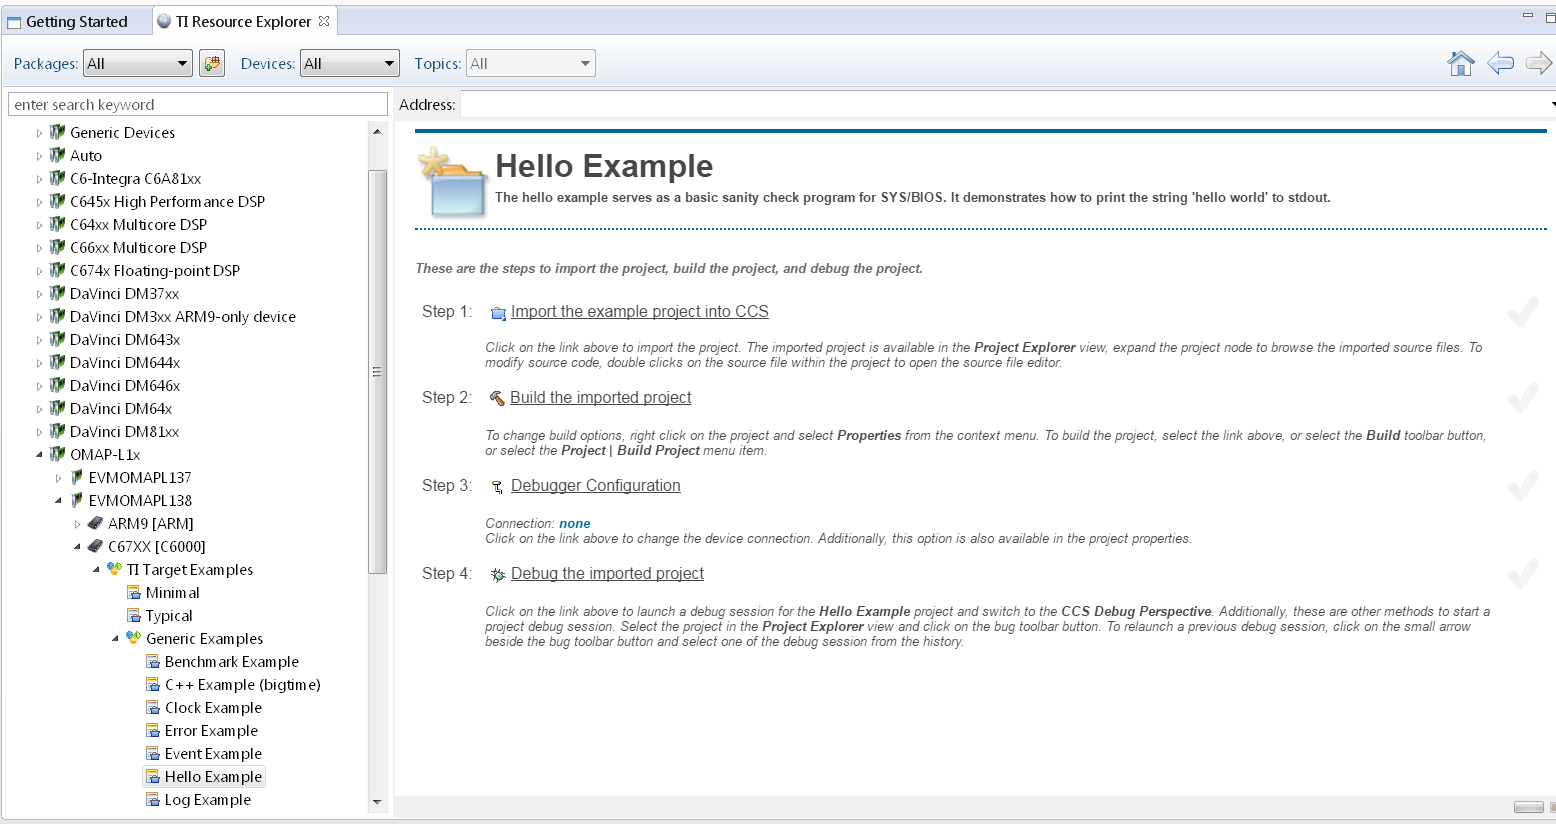 Getting Started
TI Resource Explorer
Packages: All Devices: All Topics: All
enter search keyword
Address:
Generic Devices
Auto
C6-Integra C6A81xx
C645x High Performance DSP
C64xx Multicore DSP
C66xx Multicore DSP
C674x Floating-point DSP
DaVinci DM37xx
DaVinci DM3xx ARM9-only device
DaVinci DM643x
DaVinci DM644x
DaVinci DM646x
DaVinci DM64x
DaVinci DM81xx
OMAP-L1x
EVMOMAPL137
EVMOMAPL138
ARM9 [ARM]
C67XX [C6000]
TI Target Examples
Minimal
Typical
Generic Examples
Benchmark Example
C++ Example (bigtime)
Clock Example
Error Example
Event Example
Hello Example
Log Example
Hello Example
The hello example serves as a basic sanity check program for SYS/BIOS. It demonstrates how to print the string 'hello world' to stdout.
These are the steps to import the project, build the project, and debug the project.
Step 1: Import the example project into CCS
Click on the link above to import the project. The imported project is available in the Project Explorer view, expand the project node to browse the imported source files. To
modify source code, double clicks on the source file within the project to open the source file editor.
Step 2: Build the imported project
To change build options, right click on the project and select Properties from the context menu. To build the project, select the link above, or select the Build toolbar button,
or select the Project | Build Project menu item.
Step 3: Debugger Configuration
Connection: none
Click on the link above to change the device connection. Additionally, this option is also available in the project properties.
Step 4: Debug the imported project
Click on the link above to launch a debug session for the Hello Example project and switch to the CCS Debug Perspective. Additionally, these are other methods to start a
project debug session. Select the project in the Project Explorer view and click on the bug toolbar button. To relaunch a previous debug session, click on the small arrow
beside the bug toolbar button and select one of the debug session from the history.